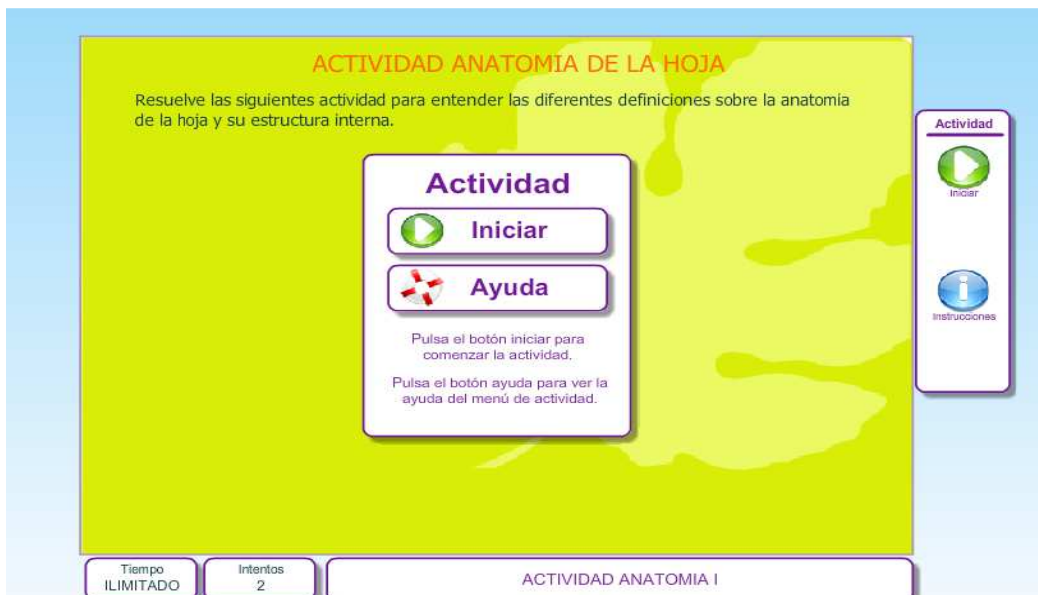 ACTIVIDAD ANATOMIA DE LA HOJA
Resuelve las siguientes actividad para entender las diferentes definiciones sobre la anatomia
de la hoja y su estructura interna.
Actividad
Iniciar
Ayuda
Pulsa el botón iniciar para
comenzar la actividad.
Pulsa el botón ayuda para ver la
ayuda del menú de actividad.
Actividad
Iniciar
Instrucciones
Tiempo
ILIMITADO
Intentos
2
ACTIVIDAD ANATOMIA I